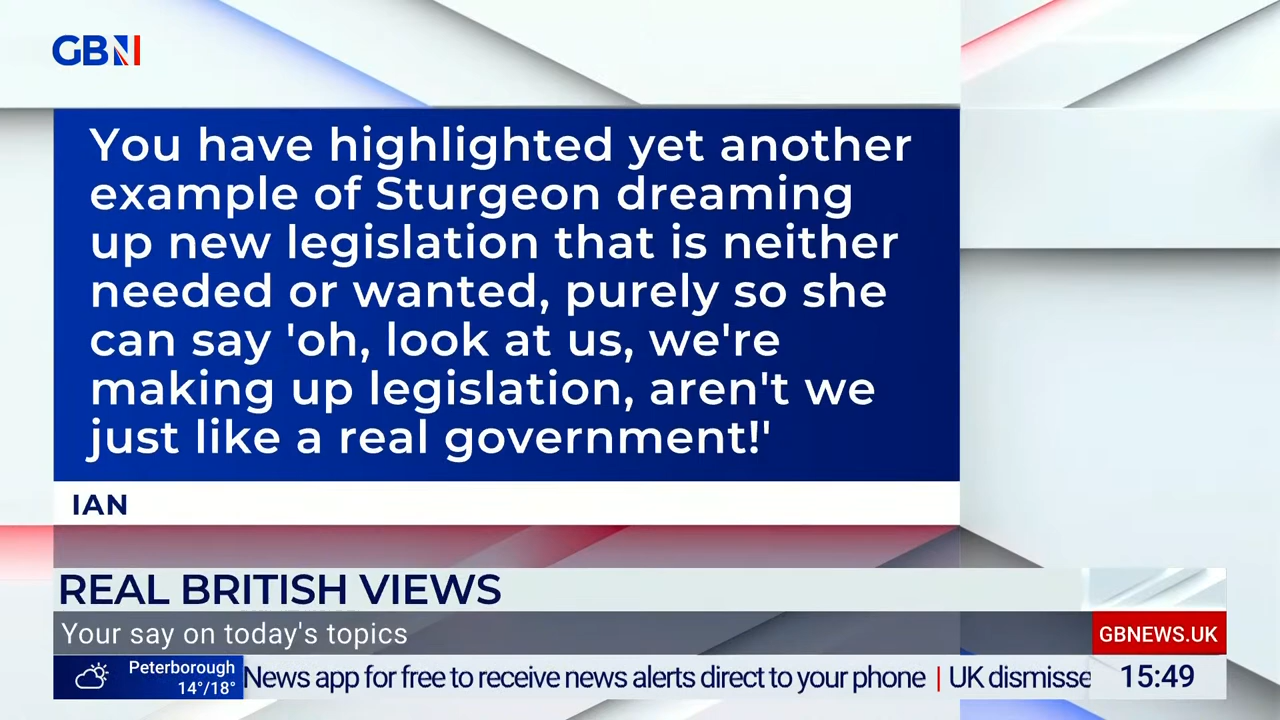 GBN
You have highlighted yet another
example of Sturgeon dreaming
up new legislation that is neither
needed or wanted, purely so she
can say 'oh, look at us, we're
making up legislation, aren't we
just like a real government!'
IAN
REAL BRITISH VIEWS
Your say on today's topics
GBNEWS.UK
Peterborough
14°/18°
News app for free to receive news alerts direct to your phone | UK dismisse
15:49